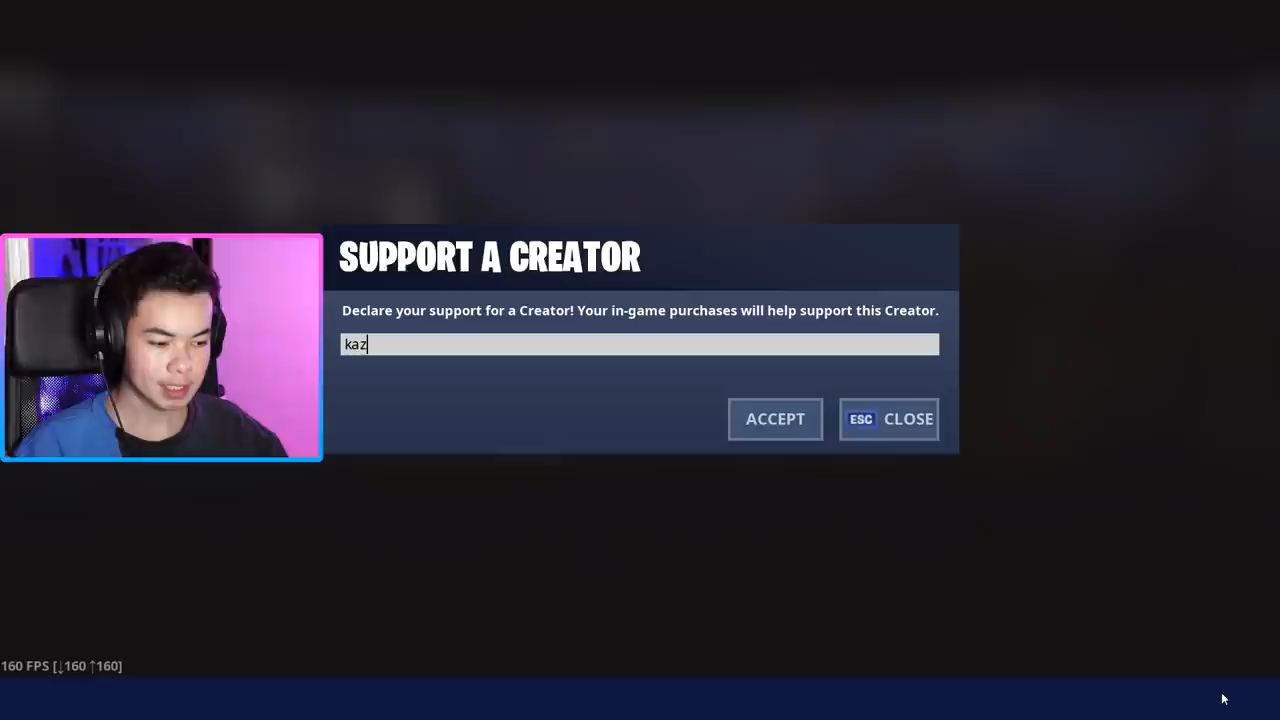 SUPPORT A CREATOR
Declare your support for a Creator! Your in-game purchases will help support this Creator.
kaz
ACCEPT
ESC CLOSE
160 FPS [↓160 ↑160]